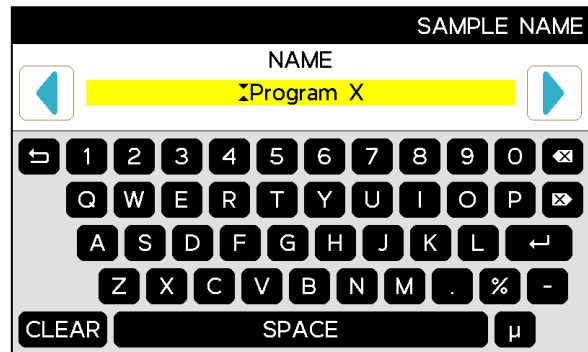 SAMPLE NAME
NAME
Program X
1 2 3 4 5 6 7 8 9 0
Q W E R T Y U I O P
A S D F G H J K L
Z X C V B N M . % -
CLEAR SPACE µ